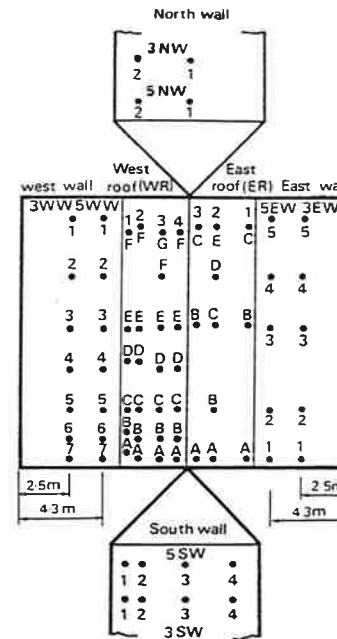 North wall
3NW
2 1
5NW
2 1
West East
roof(WR) roof(ER)
west wall East wa
3WW 5WW 1 2 3 4 3 2 1 5EW 3EW
1 1 F F G F C E C 5 5
2 2 F D 4 4
3 3 E E E E B C B 3 3
4 4 D D D D
5 5 C C C C B 2 2
6 6 B B B B
7 7 A A A A A A A 1 1
2·5m 2·5m
4·3m 4·3m
South wall
5SW
1 2 3 4
1 2 3 4
3SW